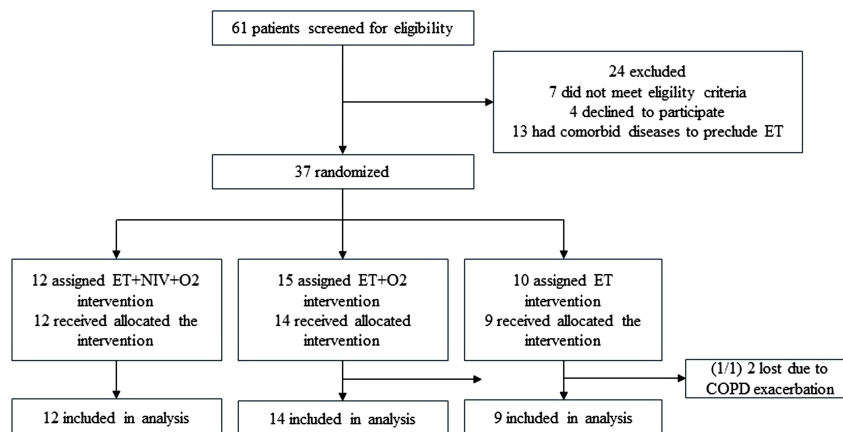 61 patients screened for eligibility
24 excluded
7 did not meet eligility criteria
4 declined to participate
13 had comorbid diseases to preclude ET
37 randomized
12 assigned ET+NIV+O2
intervention
12 received allocated the
intervention
15 assigned ET+O2
intervention
14 received allocated
intervention
10 assigned ET
intervention
9 received allocated the
intervention
(1/1) 2 lost due to
COPD exacerbation
12 included in analysis
14 included in analysis
9 included in analysis